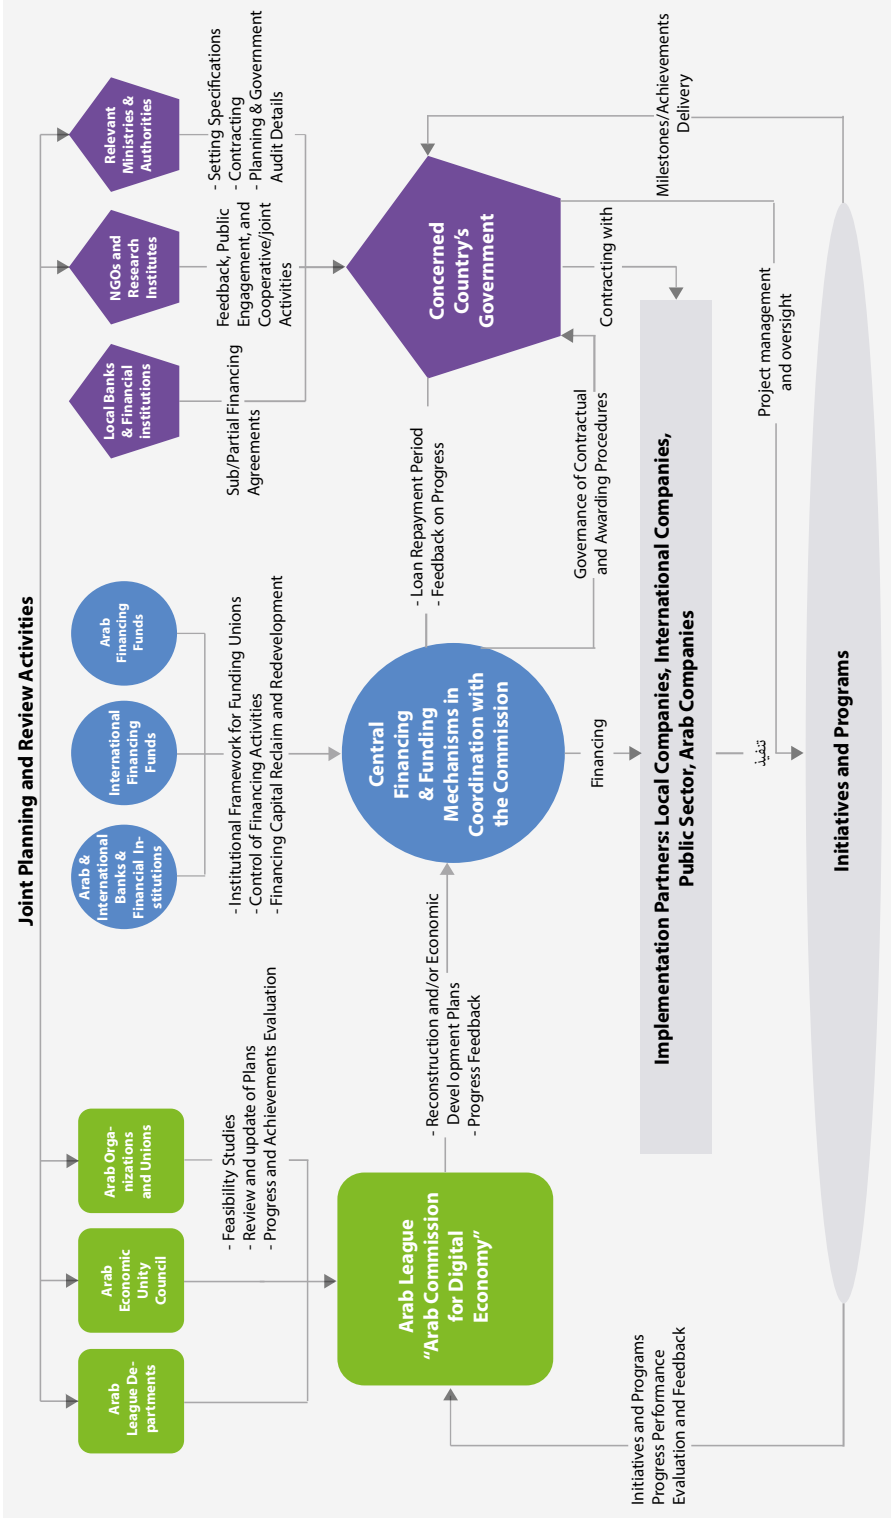 Joint Planning and Review Activities
Arab
League De-
partments
Arab
Economic
Unity
Council
Arab Orga-
nizations
and Unions
Arab &
International
Banks &
Financial In-
stitutions
International
Financing
Funds
Arab
Financing
Funds
Local Banks
& Financial
institutions
NGOs and
Research
Institutes
Relevant
Ministries &
Authorities
- Feasibility Studies
- Review and update of Plans
- Progress and Achievements Evaluation
- Institutional Framework for Funding Unions
- Control of Financing Activities
- Financing Capital Reclaim and Redevelopment
Sub/Partial Financing
Agreements
Feedback, Public
Engagement, and
Cooperative/joint
Activities
- Setting Specifications
- Contracting
- Planning & Government
Audit Details
Arab League
“Arab Commission
for Digital
Economy”
- Reconstruction and/or Economic
Development Plans
- Progress Feedback
Central
Financing
& Funding
Mechanisms in
Coordination with
the Commission
- Loan Repayment Period
- Feedback on Progress
Concerned
Country’s
Government
Governance of Contractual
and Awarding Procedures
Financing
Contracting with
Milestones/Achievements
Delivery
Implementation Partners: Local Companies, International Companies,
Public Sector, Arab Companies
Initiatives and Programs
Progress Performance
Evaluation and Feedback
تنفيذ
Project management
and oversight
Initiatives and Programs